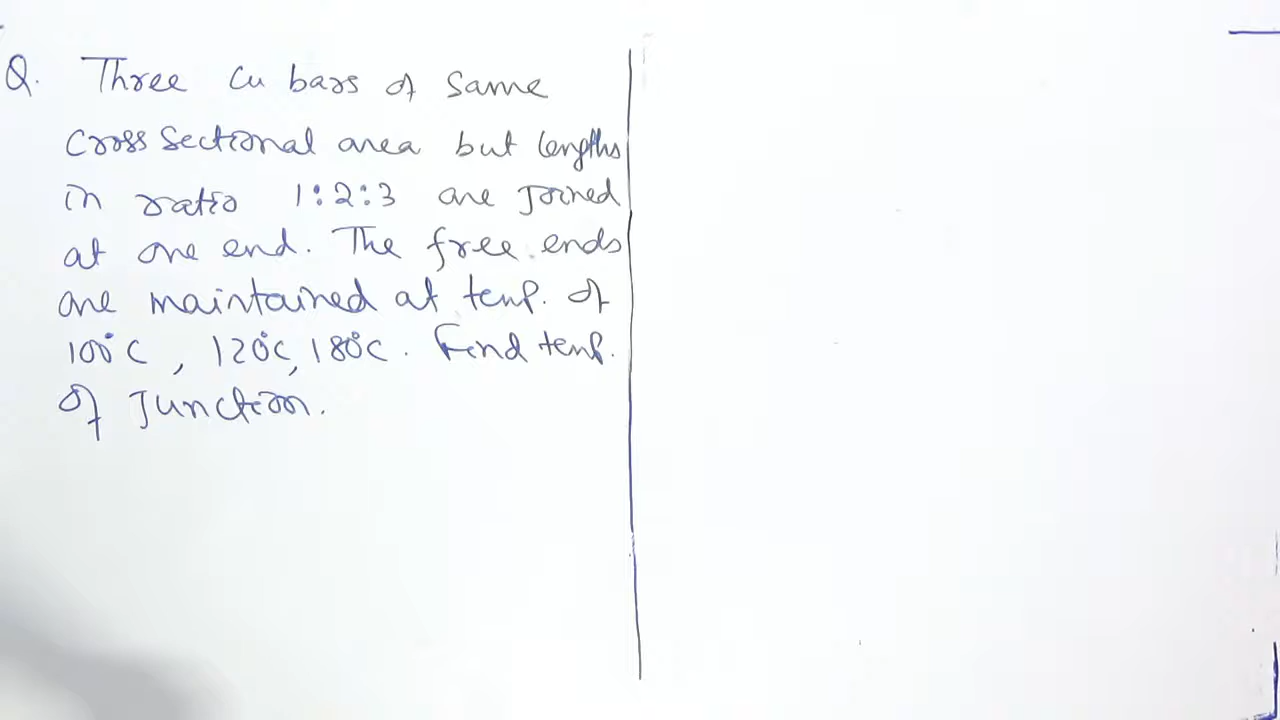 Q. Three Cu bars of same
cross sectional area but lengths
in ratio 1:2:3 are joined
at one end. The free ends
are maintained at temp. of
100°C, 120°C, 180°C. Find temp.
of Junction.